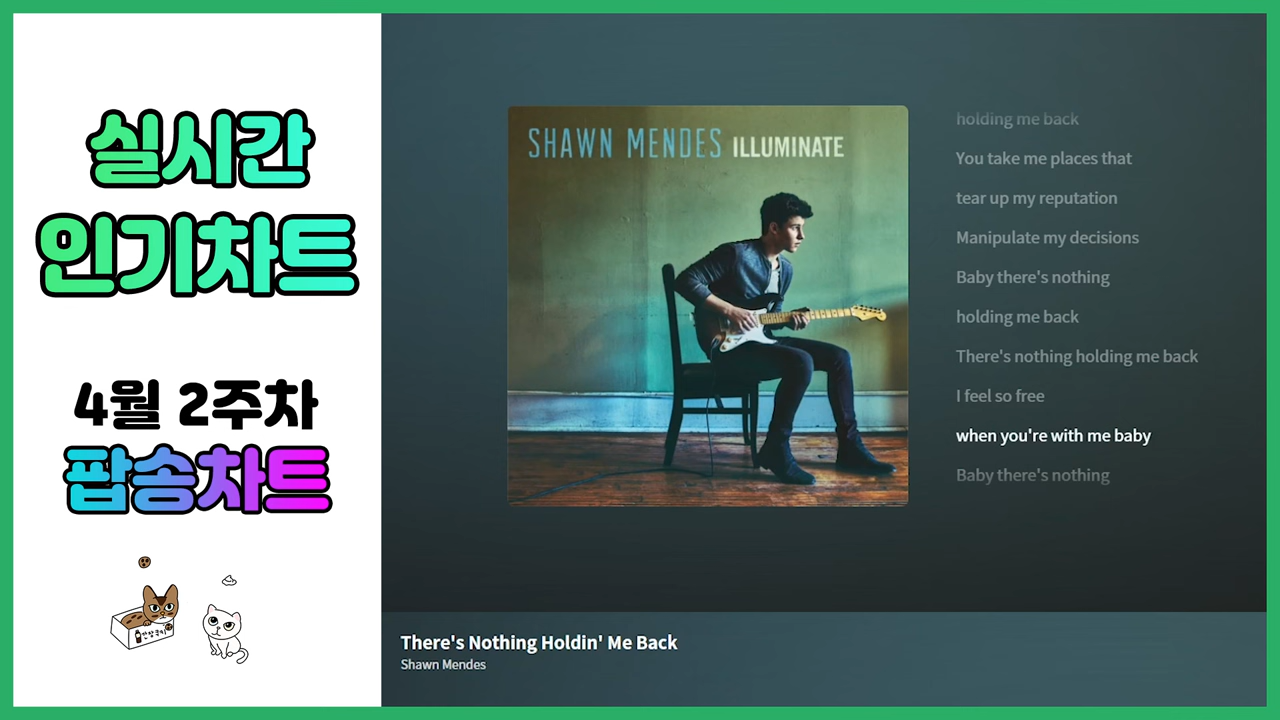 실시간
인기차트
4월 2주차
팝송차트
SHAWN MENDES ILLUMINATE
holding me back
You take me places that
tear up my reputation
Manipulate my decisions
Baby there's nothing
holding me back
There's nothing holding me back
I feel so free
when you're with me baby
Baby there's nothing
There's Nothing Holdin' Me Back
Shawn Mendes